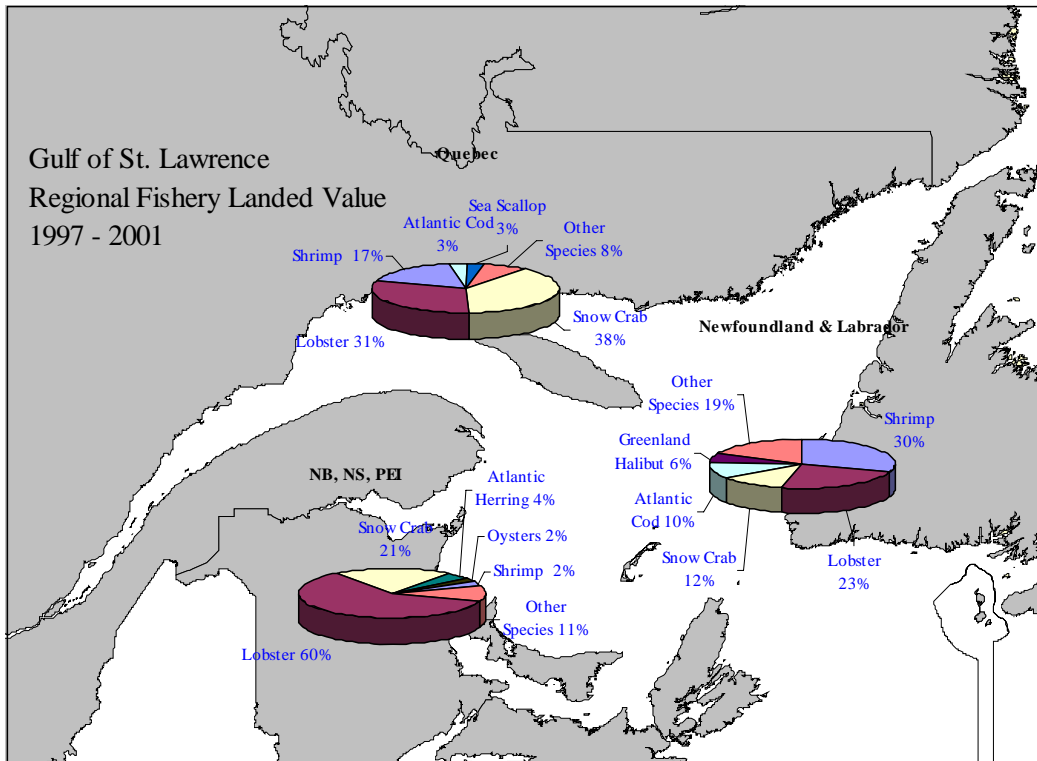 Gulf of St. Lawrence
Regional Fishery Landed Value
1997 - 2001
Quebec
Sea Scallop
3%
Atlantic Cod
3%
Other
Species 8%
Shrimp 17%
Snow Crab
38%
Lobster 31%
Newfoundland & Labrador
Other
Species 19%
Shrimp
30%
Greenland
Halibut 6%
Atlantic
Cod 10%
Snow Crab
12%
Lobster
23%
NB, NS, PEI
Atlantic
Herring 4%
Snow Crab
21%
Oysters 2%
Shrimp 2%
Other
Species 11%
Lobster 60%